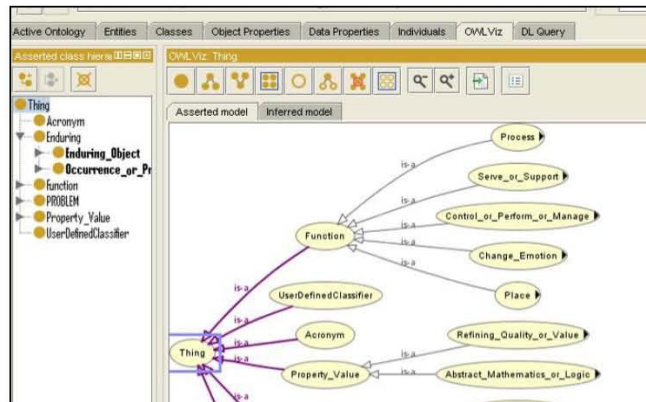 Active Ontology Entities Classes Object Properties Data Properties Individuals OWLViz DL Query
Asserted class hiera
OWLViz: Thing
Asserted model Inferred model
Thing
Acronym
Enduring
Enduring_Object
Occurrence_or_Pr
Function
PROBLEM
Property_Value
UserDefinedClassifier
Process
is-a
Serve_or_Support
is-a
Control_or_Perform_or_Manage
Function
is-a
Change_Emotion
is-a
is-a
UserDefinedClassifier
Place
is-a
Acronym
Refining_Quality_or_Value
is-a
Thing
is-a
is-a
Property_Value
is-a
Abstract_Mathematics_or_Logic
is-a